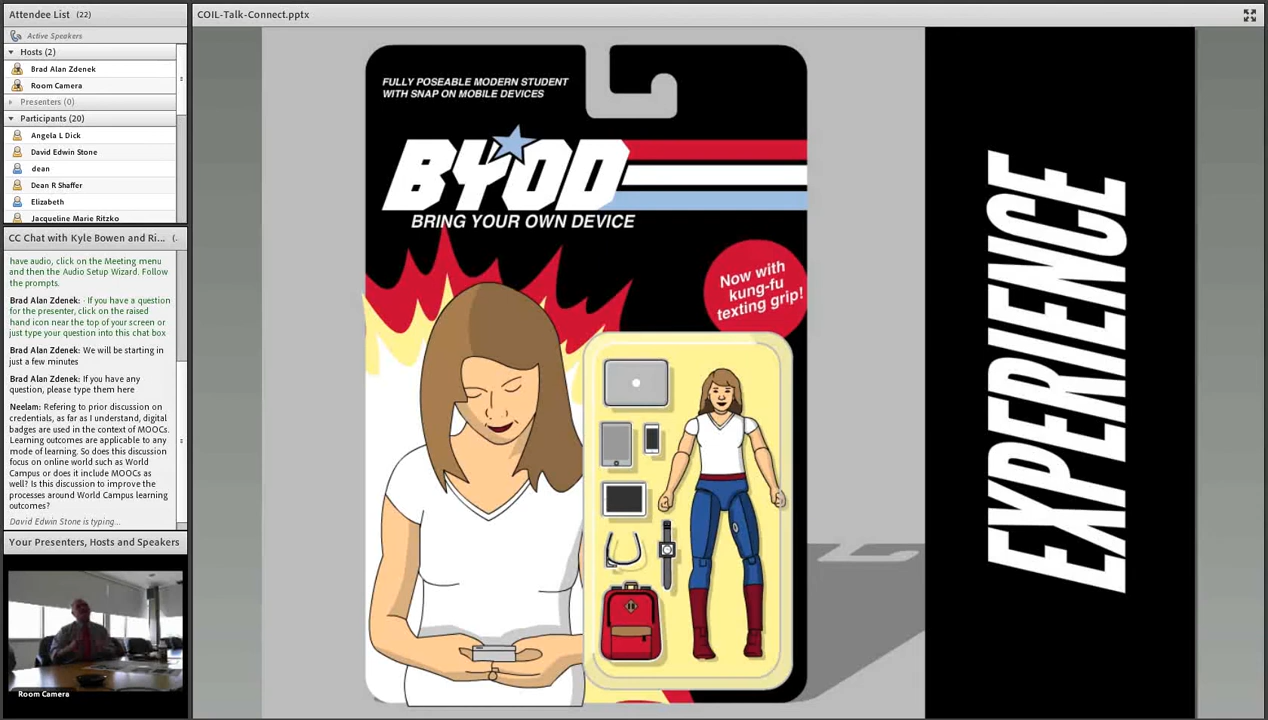 Attendee List (22)
Active Speakers
Hosts (2)
Brad Alan Zdenek
Room Camera
Presenters (0)
Participants (20)
Angela L Dick
David Edwin Stone
dean
Dean R Shaffer
Elizabeth
Jacqueline Marie Ritzko
CC Chat with Kyle Bowen and Ri... (.
have audio, click on the Meeting menu
and then the Audio Setup Wizard. Follow
the prompts.
Brad Alan Zdenek: - If you have a question
for the presenter, click on the raised
hand icon near the top of your screen or
just type your question into this chat box
Brad Alan Zdenek: We will be starting in
just a few minutes
Brad Alan Zdenek: If you have any
question, please type them here
Neelam: Refering to prior discussion on
credentials, as far as I understand, digital
badges are used in the context of MOOCs.
Learning outcomes are applicable to any
mode of learning. So does this discussion
focus on online world such as World
Campus or does it include MOOCs as
well? Is this discussion to improve the
processes around World Campus learning
outcomes?
David Edwin Stone is typing...
Your Presenters, Hosts and Speakers
Room Camera
COIL-Talk-Connect.pptx
FULLY POSEABLE MODERN STUDENT
WITH SNAP ON MOBILE DEVICES
BYOD
BRING YOUR OWN DEVICE
Now with
kung-fu
texting grip!
EXPERIENCE